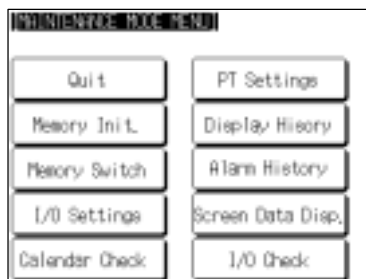 MAINTENANCE MODE MENU
Quit
PT Settings
Memory Init.
Display Hisory
Memory Switch
Alarm History
I/O Settings
Screen Data Disp.
Calendar Check
I/O Check